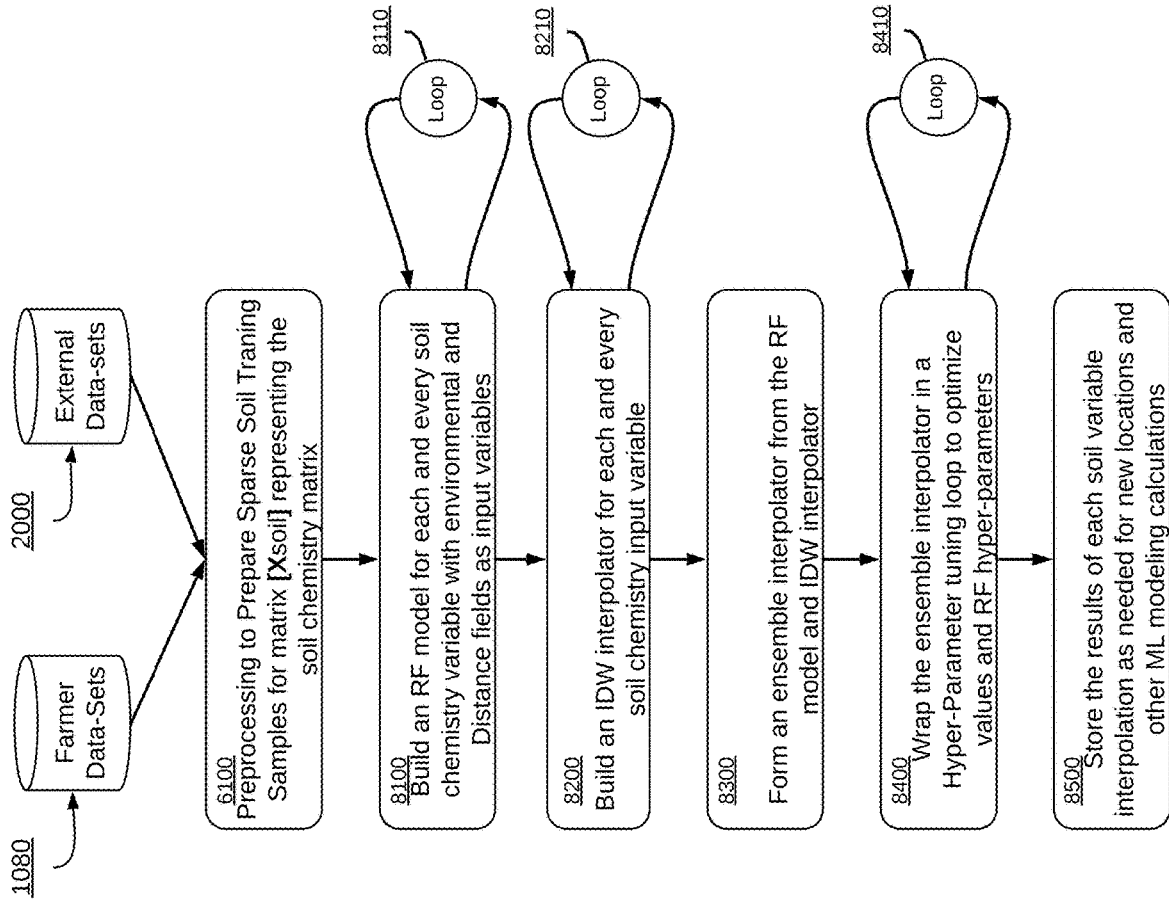 1080
Farmer
Data-Sets
2000
External
Data-sets
6100
Preprocessing to Prepare Sparse Soil Traning
Samples for matrix [Xsoil] representing the
soil chemistry matrix
8100
Build an RF model for each and every soil
chemistry variable with environmental and
Distance fields as input variables
Loop
8110
8200
Build an IDW interpolator for each and every
soil chemistry input variable
Loop
8210
8300
Form an ensemble interpolator from the RF
model and IDW interpolator
8400
Wrap the ensemble interpolator in a
Hyper-Parameter tuning loop to optimize
values and RF hyper-parameters
Loop
8410
8500
Store the results of each soil variable
interpolation as needed for new locations and
other ML modeling calculations